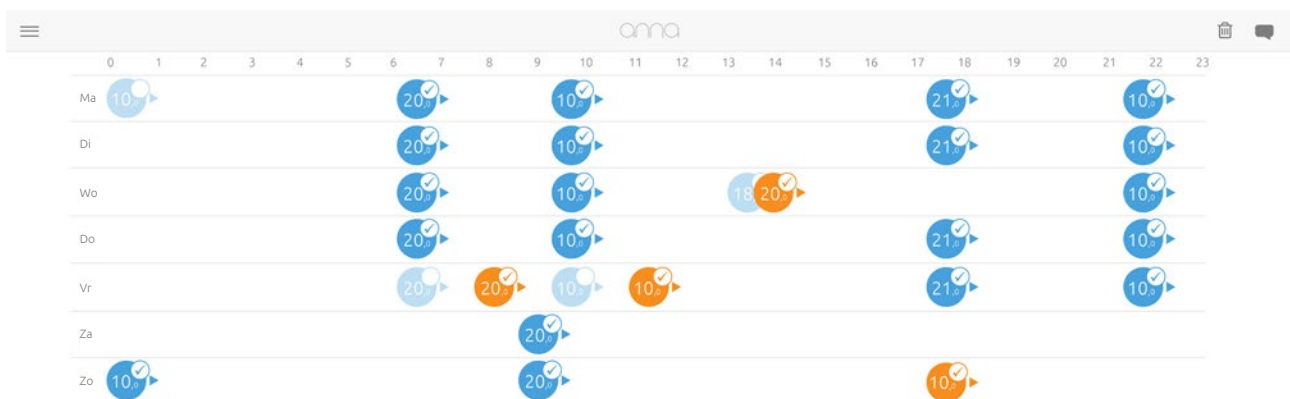 anna
0 1 2 3 4 5 6 7 8 9 10 11 12 13 14 15 16 17 18 19 20 21 22 23
Ma 10,0 20,0 10,0 21,0 10,0
Di 20,0 10,0 21,0 10,0
Wo 20,0 10,0 18 20,0 10,0
Do 20,0 10,0 21,0 10,0
Vr 20,0 20,0 10,0 10,0 21,0 10,0
Za 20,0
Zo 10,0 20,0 10,0